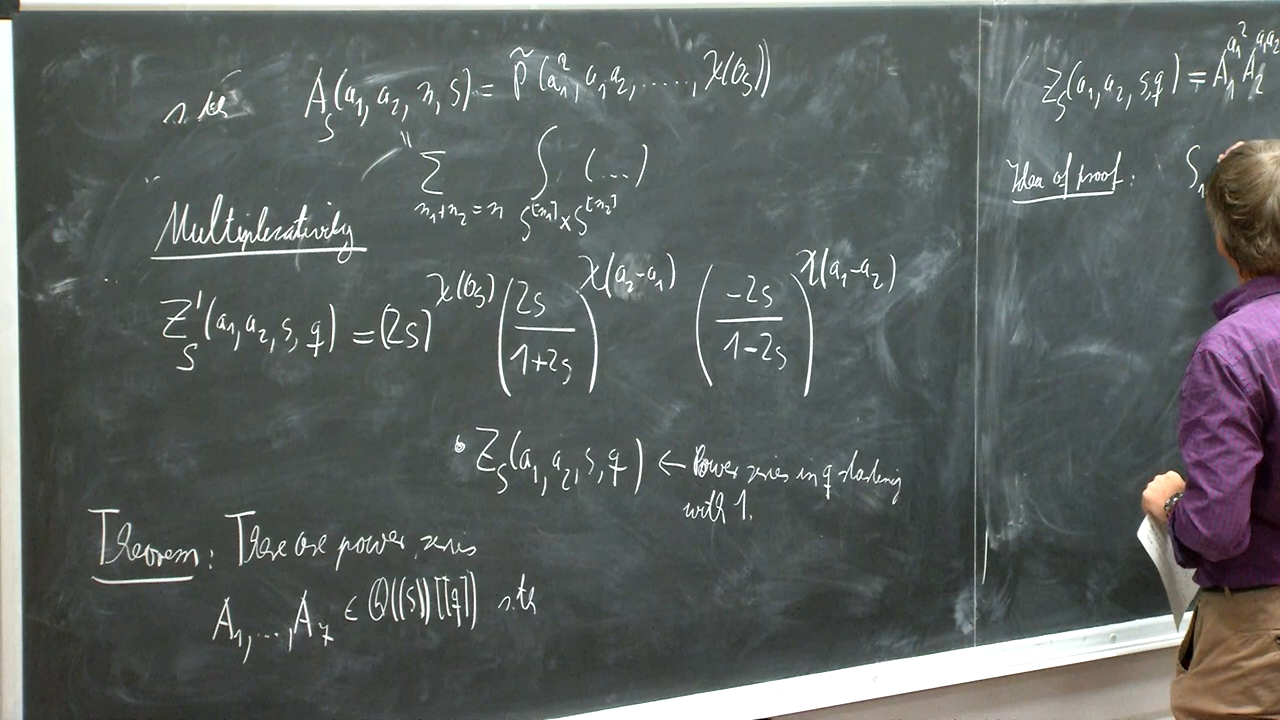 s.th A_S(a_1, a_2, n, s) = P̃(a_1^2, a_1a_2, ....., χ(O_S))
" Σ_{n_1+n_2=n} ∫_{S^{[n_1]}×S^{[n_2]}} (...)
Multiplicativity
Z'_S(a_1, a_2, s, q) = (2s)^{χ(O_S)} (2s/(1+2s))^{χ(a_2-a_1)} (-2s/(1-2s))^{χ(a_1-a_2)}
• Z_S(a_1, a_2, s, q) ← Power series in q starting
with 1.
Theorem: There are power series
A_1, ..., A_7 ∈ Q((s))[[q]] s.th
Z_S(a_1, a_2, s, q) = A_1^{a_1^2} A_2^{a_1a_2}
Idea of proof: S